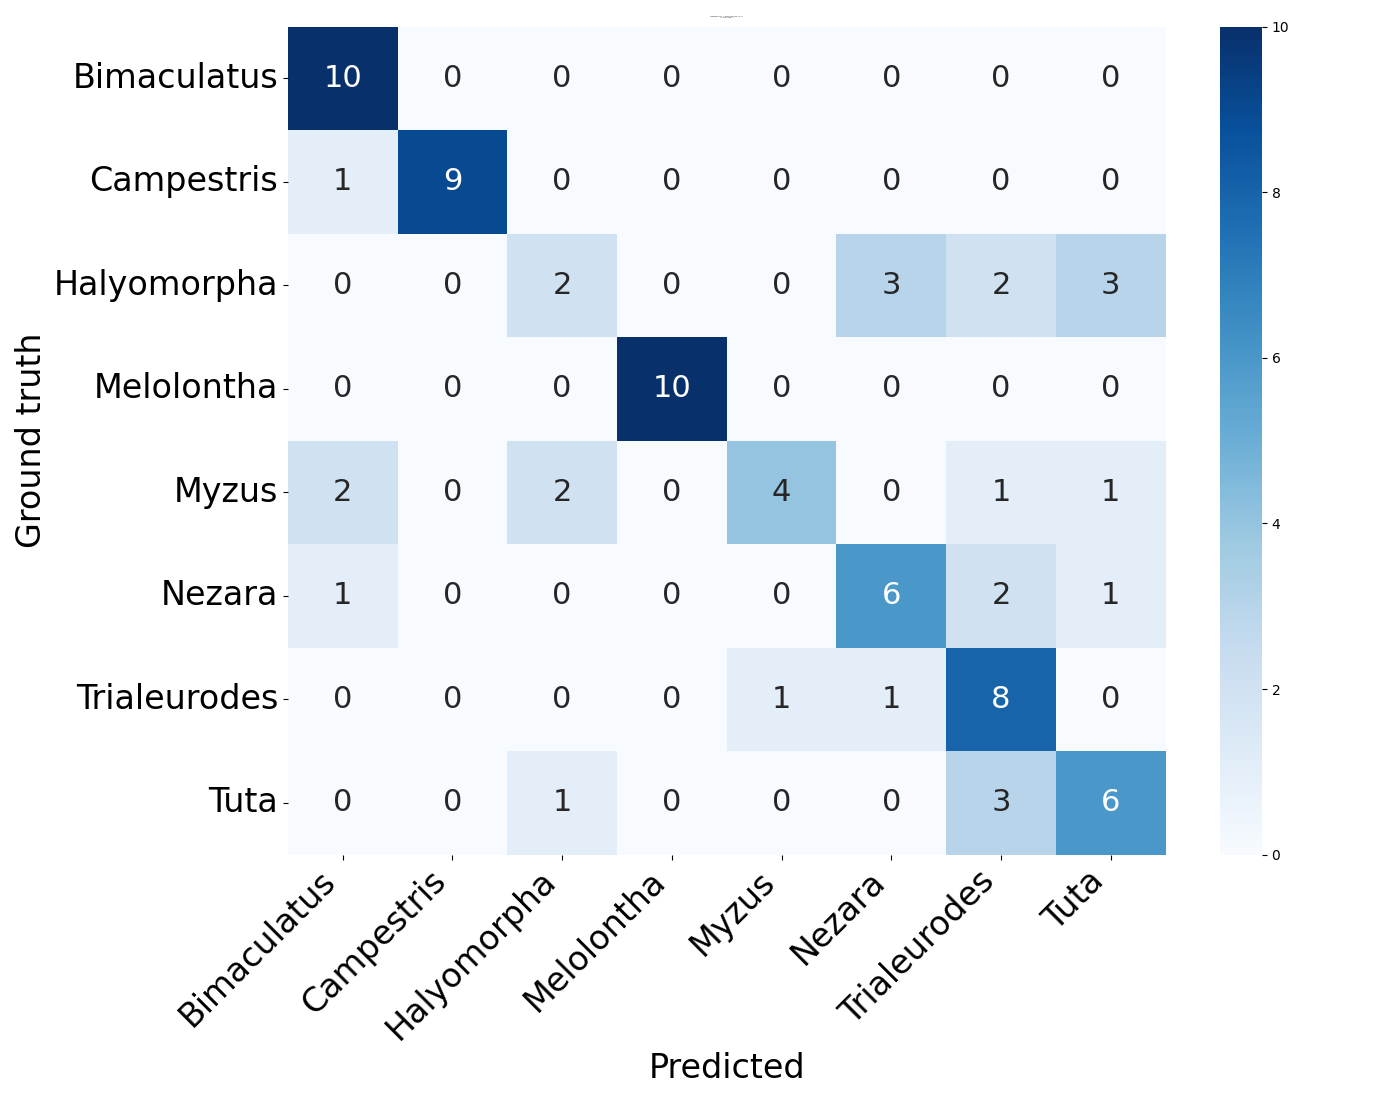 10
Bimaculatus 10 0 0 0 0 0 0 0
Campestris 1 9 0 0 0 0 0 0
8
Halyomorpha 0 0 2 0 0 3 2 3
6
Melolontha 0 0 0 10 0 0 0 0
Ground truth
Myzus 2 0 2 0 4 0 1 1
4
Nezara 1 0 0 0 0 6 2 1
2
Trialeurodes 0 0 0 0 1 1 8 0
Tuta 0 0 1 0 0 0 3 6
0
Bimaculatus Campestris Halyomorpha Melolontha Myzus Nezara Trialeurodes Tuta
Predicted